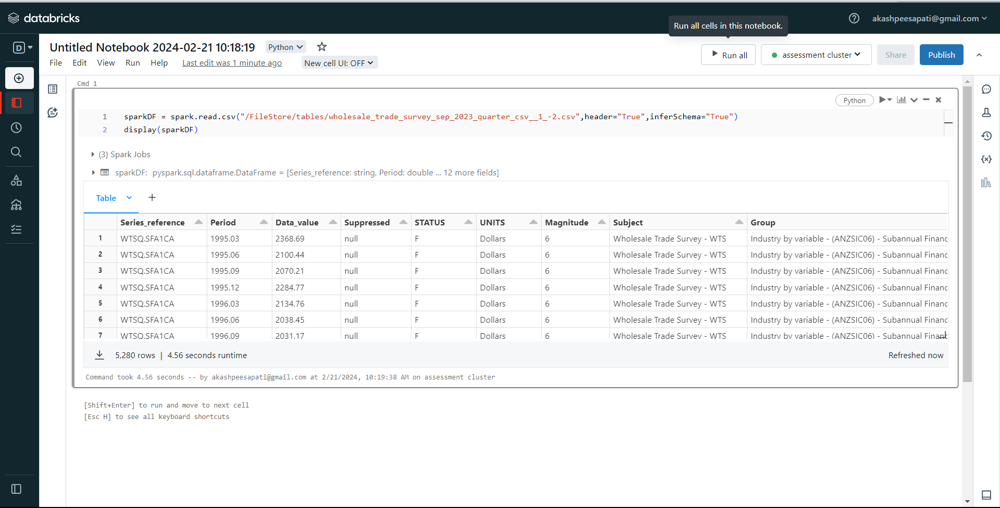 databricks
akashpeesapati@gmail.com
Run all cells in this notebook.
D
Untitled Notebook 2024-02-21 10:18:19 Python
Run all assessment cluster Share Publish
File Edit View Run Help Last edit was 1 minute ago New cell UI: OFF
Cmd 1
Python
1 sparkDF = spark.read.csv("/FileStore/tables/wholesale_trade_survey_sep_2023_quarter_csv__1_-2.csv",header="True",inferSchema="True")
2 display(sparkDF)
(3) Spark Jobs
sparkDF: pyspark.sql.dataframe.DataFrame = [Series_reference: string, Period: double ... 12 more fields]
Table +
Series_reference Period Data_value Suppressed STATUS UNITS Magnitude Subject Group
1 WTSQ.SFA1CA 1995.03 2368.69 null F Dollars 6 Wholesale Trade Survey - WTS Industry by variable - (ANZSIC06) - Subannual Financ
2 WTSQ.SFA1CA 1995.06 2100.44 null F Dollars 6 Wholesale Trade Survey - WTS Industry by variable - (ANZSIC06) - Subannual Financ
3 WTSQ.SFA1CA 1995.09 2070.21 null F Dollars 6 Wholesale Trade Survey - WTS Industry by variable - (ANZSIC06) - Subannual Financ
4 WTSQ.SFA1CA 1995.12 2284.77 null F Dollars 6 Wholesale Trade Survey - WTS Industry by variable - (ANZSIC06) - Subannual Financ
5 WTSQ.SFA1CA 1996.03 2134.76 null F Dollars 6 Wholesale Trade Survey - WTS Industry by variable - (ANZSIC06) - Subannual Financ
6 WTSQ.SFA1CA 1996.06 2038.45 null F Dollars 6 Wholesale Trade Survey - WTS Industry by variable - (ANZSIC06) - Subannual Financ
7 WTSQ.SFA1CA 1996.09 2031.17 null F Dollars 6 Wholesale Trade Survey - WTS Industry by variable - (ANZSIC06) - Subannual Financ
5,280 rows | 4.56 seconds runtime Refreshed now
Command took 4.56 seconds -- by akashpeesapati@gmail.com at 2/21/2024, 10:19:38 AM on assessment cluster
[Shift+Enter] to run and move to next cell
[Esc H] to see all keyboard shortcuts